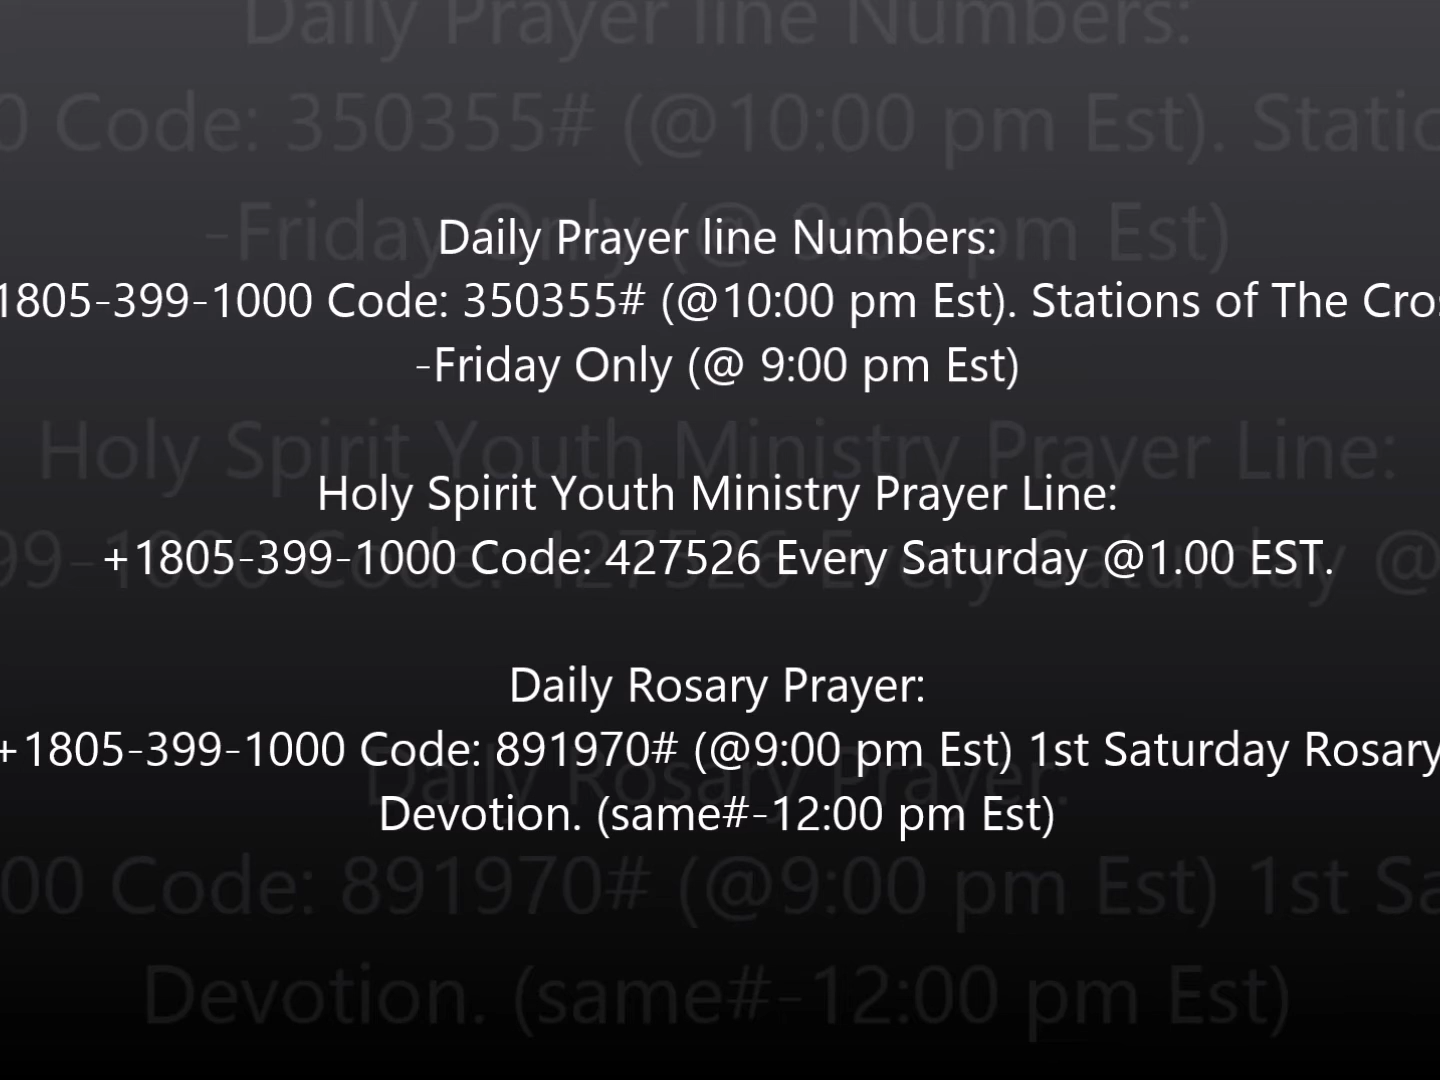 Daily Prayer line Numbers:
1805-399-1000 Code: 350355# (@10:00 pm Est). Stations of The
-Friday Only (@ 9:00 pm Est)
Holy Spirit Youth Ministry Prayer Line:
+1805-399-1000 Code: 427526 Every Saturday @1.00 EST.
Daily Rosary Prayer:
+1805-399-1000 Code: 891970# (@9:00 pm Est) 1st Saturday Rosary
Devotion. (same#-12:00 pm Est)